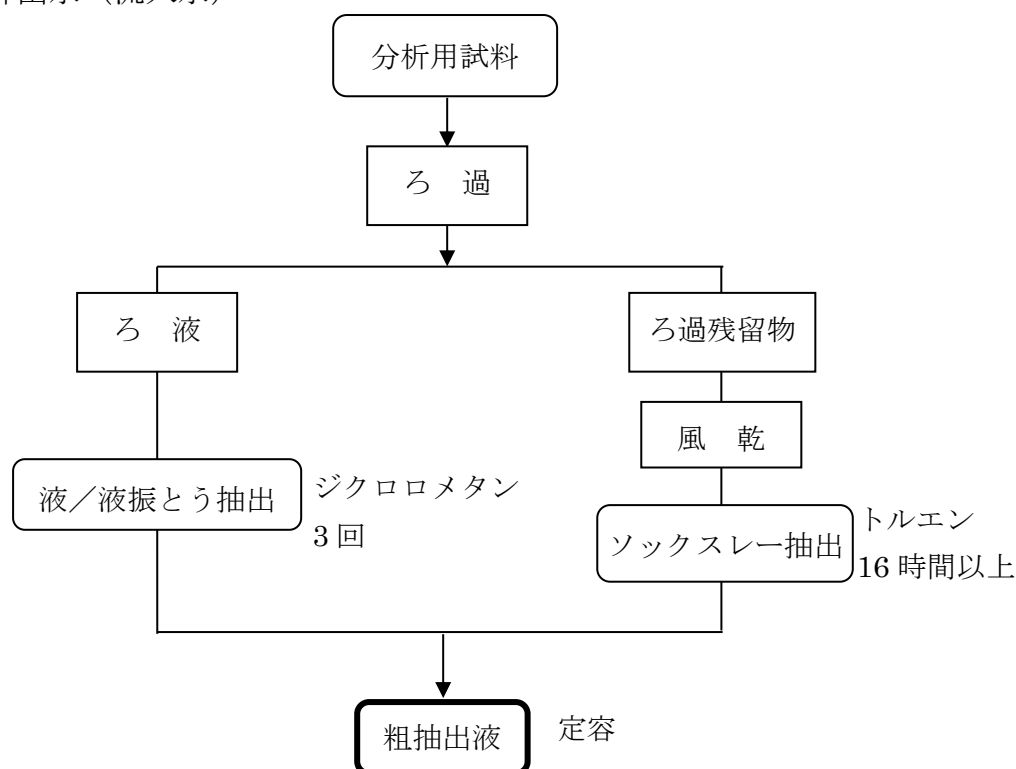 分析用試料
ろ 過
ろ 液
ろ過残留物
風 乾
液/液振とう抽出
ジクロロメタン
3回
ソックスレー抽出
トルエン
16時間以上
粗抽出液
定容